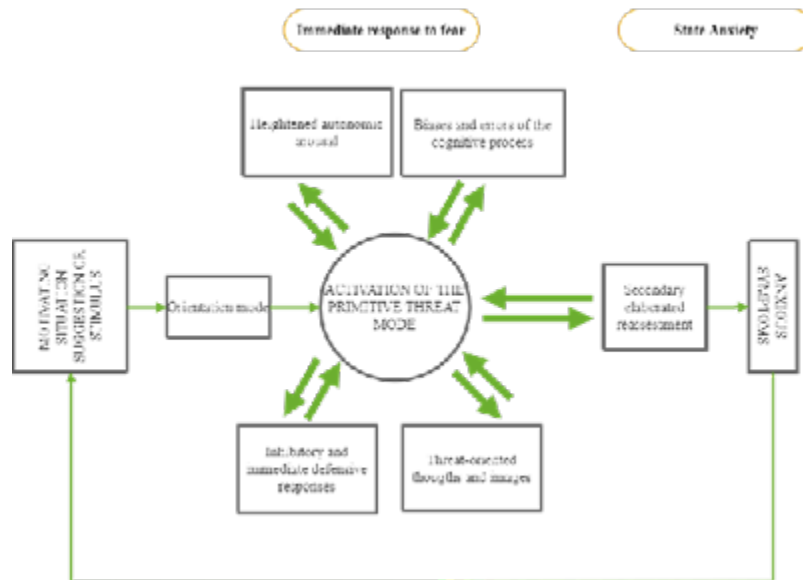 Immediate response to fear
State Anxiety
Heightened autonomic
arousal
Biases and errors of the
cognitive process
MOTIVATING
SITUATION
SUGGESTION OF
STIMULUS
Orientation mode
ACTIVATION OF THE
PRIMITIVE THREAT
MODE
Secondary
elaborated
reassessment
ANXIOUS
SYMPTOMS
Inhibitory and
immediate defensive
responses
Threat-oriented
thougths and images